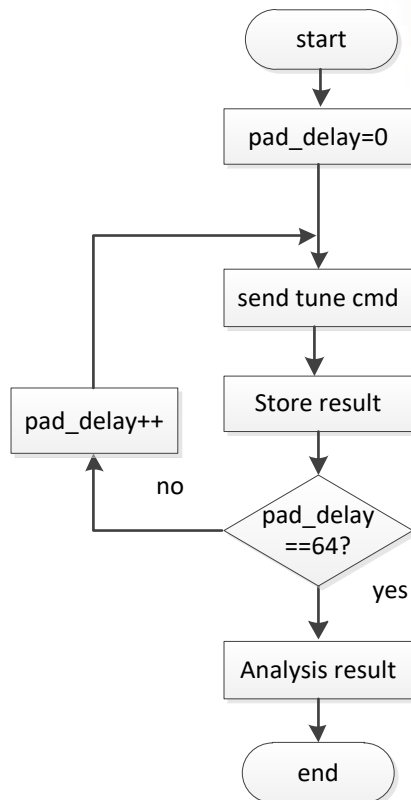 start
pad_delay=0
send tune cmd
Store result
pad_delay++
no
pad_delay
==64?
yes
Analysis result
end